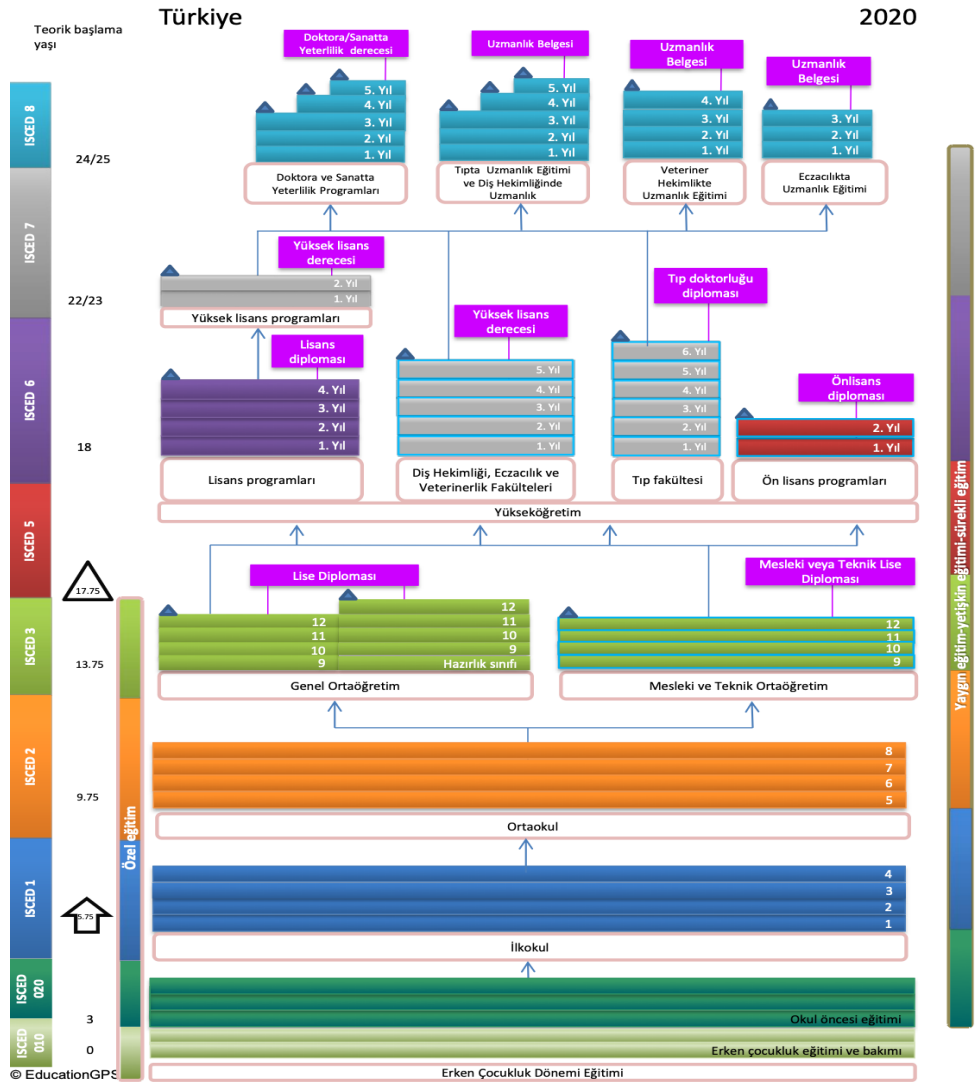 Türkiye
2020
Teorik başlama
yaşı
Doktora/Sanatta
Yeterlilik derecesi
Uzmanlık Belgesi
Uzmanlık
Belgesi
Uzmanlık
Belgesi
ISCED 8
24/25
5. Yıl
4. Yıl
3. Yıl
2. Yıl
1. Yıl
5. Yıl
4. Yıl
3. Yıl
2. Yıl
1. Yıl
4. Yıl
3. Yıl
2. Yıl
1. Yıl
3. Yıl
2. Yıl
1. Yıl
Doktora ve Sanatta
Yeterlilik Programları
Tıpta Uzmanlık Eğitimi
ve Diş Hekimliğinde
Uzmanlık
Veteriner
Hekimlikte
Uzmanlık Eğitimi
Eczacılıkta
Uzmanlık Eğitimi
ISCED 7
22/23
Yüksek lisans
derecesi
2. Yıl
1. Yıl
Yüksek lisans programları
Tıp doktorluğu
diploması
Yüksek lisans
derecesi
Lisans
diploması
Önlisans
diploması
ISCED 6
18
4. Yıl
3. Yıl
2. Yıl
1. Yıl
5. Yıl
4. Yıl
3. Yıl
2. Yıl
1. Yıl
6. Yıl
5. Yıl
4. Yıl
3. Yıl
2. Yıl
1. Yıl
2. Yıl
1. Yıl
Lisans programları
Diş Hekimliği, Eczacılık ve
Veterinerlik Fakülteleri
Tıp fakültesi
Ön lisans programları
Yükseköğretim
ISCED 5
17.75
Lise Diploması
Mesleki veya Teknik Lise
Diploması
ISCED 3
13.75
12
11
10
9
12
11
10
9
Hazırlık sınıfı
12
11
10
9
Genel Ortaöğretim
Mesleki ve Teknik Ortaöğretim
ISCED 2
9.75
8
7
6
5
Ortaokul
Özel eğitim
Yaygın eğitim-yetişkin eğitimi-sürekli eğitim
ISCED 1
5.75
4
3
2
1
İlkokul
ISCED
020
3
Okul öncesi eğitimi
ISCED
010
0
Erken çocukluk eğitimi ve bakımı
Erken Çocukluk Dönemi Eğitimi
© EducationGPS